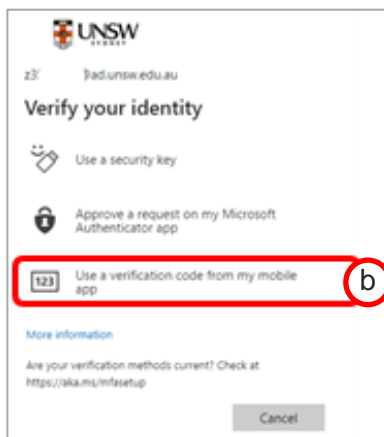 UNSW
SYDNEY
z3 ad.unsw.edu.au
Verify your identity
Use a security key
Approve a request on my Microsoft
Authenticator app
123
Use a verification code from my mobile
app
b
More information
Are your verification methods current? Check at
https://aka.ms/mfasetup
Cancel